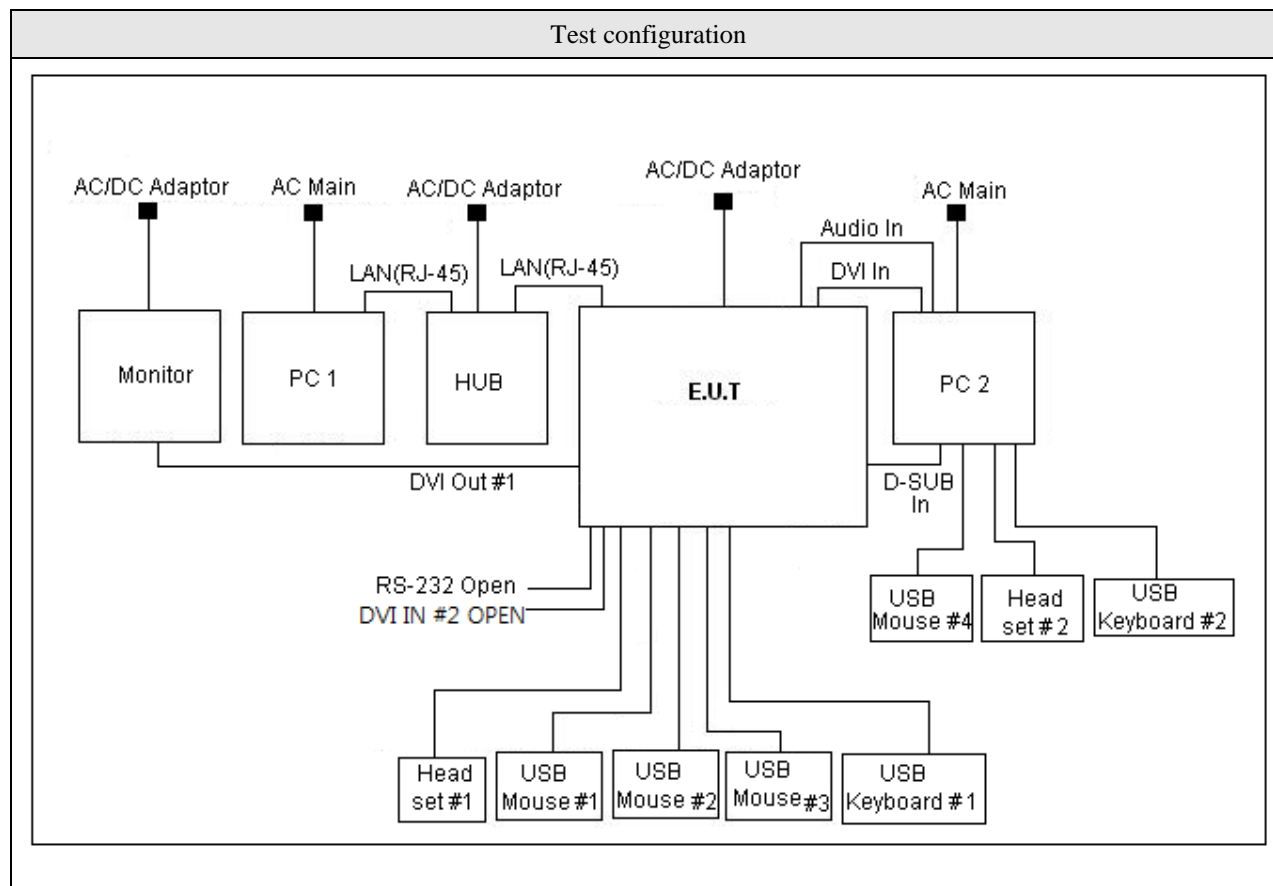 Test configuration
AC/DC Adaptor
AC Main
AC/DC Adaptor
AC/DC Adaptor
AC Main
Audio In
DVI In
LAN(RJ-45)
LAN(RJ-45)
Monitor
PC 1
HUB
E.U.T
PC 2
DVI Out #1
D-SUB
In
RS-232 Open
DVI IN #2 OPEN
USB
Mouse #4
Head
set #2
USB
Keyboard #2
Head
set #1
USB
Mouse #1
USB
Mouse #2
USB
Mouse #3
USB
Keyboard #1